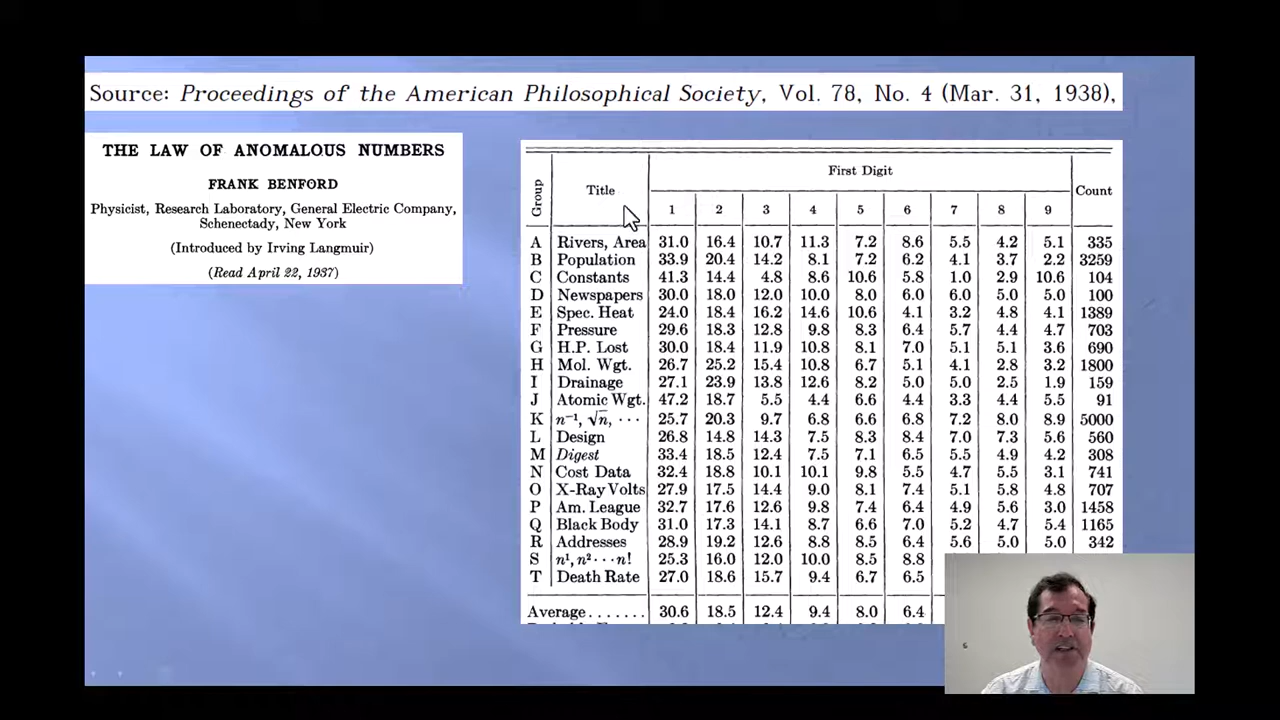 Source: Proceedings of the American Philosophical Society, Vol. 78, No. 4 (Mar. 31, 1938),
THE LAW OF ANOMALOUS NUMBERS
FRANK BENFORD
Physicist, Research Laboratory, General Electric Company,
Schenectady, New York
(Introduced by Irving Langmuir)
(Read April 22, 1937)
Group Title First Digit Count
1 2 3 4 5 6 7 8 9
A Rivers, Area 31.0 16.4 10.7 11.3 7.2 8.6 5.5 4.2 5.1 335
B Population 33.9 20.4 14.2 8.1 7.2 6.2 4.1 3.7 2.2 3259
C Constants 41.3 14.4 4.8 8.6 10.6 5.8 1.0 2.9 10.6 104
D Newspapers 30.0 18.0 12.0 10.0 8.0 6.0 6.0 5.0 5.0 100
E Spec. Heat 24.0 18.4 16.2 14.6 10.6 4.1 3.2 4.8 4.1 1389
F Pressure 29.6 18.3 12.8 9.8 8.3 6.4 5.7 4.4 4.7 703
G H.P. Lost 30.0 18.4 11.9 10.8 8.1 7.0 5.1 5.1 3.6 690
H Mol. Wgt. 26.7 25.2 15.4 10.8 6.7 5.1 4.1 2.8 3.2 1800
I Drainage 27.1 23.9 13.8 12.6 8.2 5.0 5.0 2.5 1.9 159
J Atomic Wgt. 47.2 18.7 5.5 4.4 6.6 4.4 3.3 4.4 5.5 91
K n⁻¹, √n, ··· 25.7 20.3 9.7 6.8 6.6 6.8 7.2 8.0 8.9 5000
L Design 26.8 14.8 14.3 7.5 8.3 8.4 7.0 7.3 5.6 560
M Digest 33.4 18.5 12.4 7.5 7.1 6.5 5.5 4.9 4.2 308
N Cost Data 32.4 18.8 10.1 10.1 9.8 5.5 4.7 5.5 3.1 741
O X-Ray Volts 27.9 17.5 14.4 9.0 8.1 7.4 5.1 5.8 4.8 707
P Am. League 32.7 17.6 12.6 9.8 7.4 6.4 4.9 5.6 3.0 1458
Q Black Body 31.0 17.3 14.1 8.7 6.6 7.0 5.2 4.7 5.4 1165
R Addresses 28.9 19.2 12.6 8.8 8.5 6.4 5.6 5.0 5.0 342
S n¹, n² ··· n! 25.3 16.0 12.0 10.0 8.5 8.8
T Death Rate 27.0 18.6 15.7 9.4 6.7 6.5
Average....... 30.6 18.5 12.4 9.4 8.0 6.4